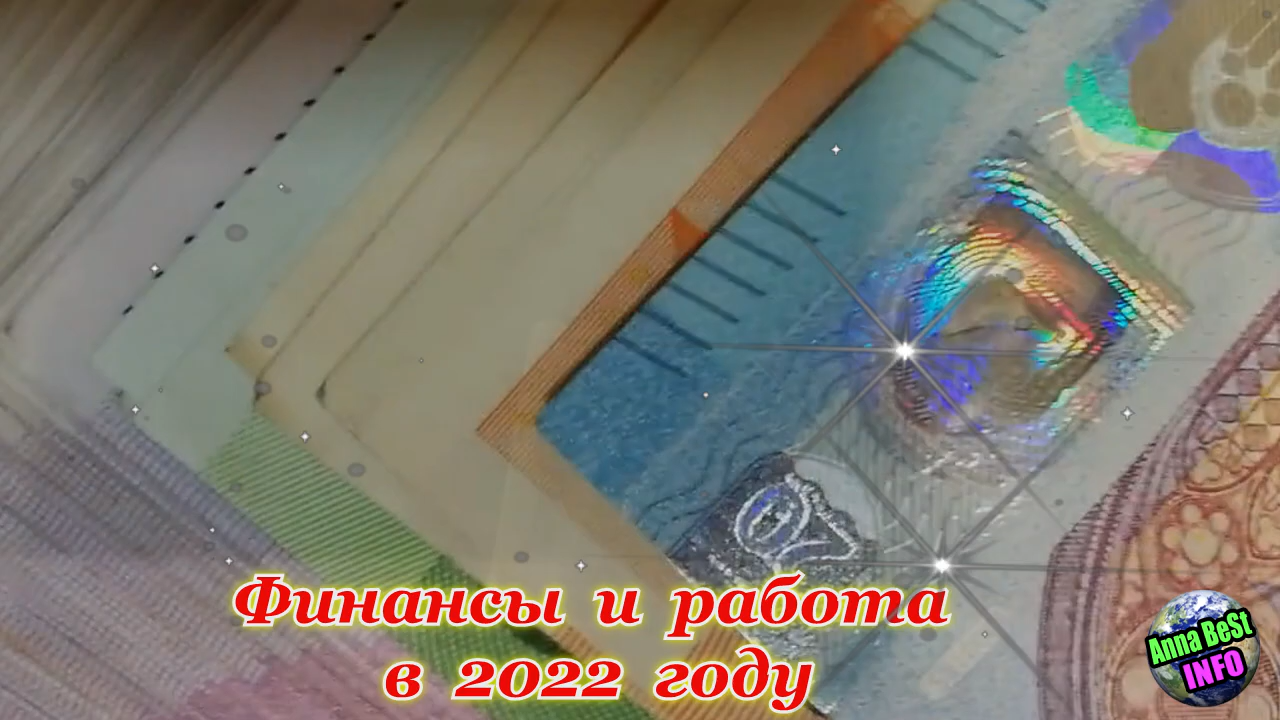 Финансы и работа
в 2022 году
Anna BeSt
INFO